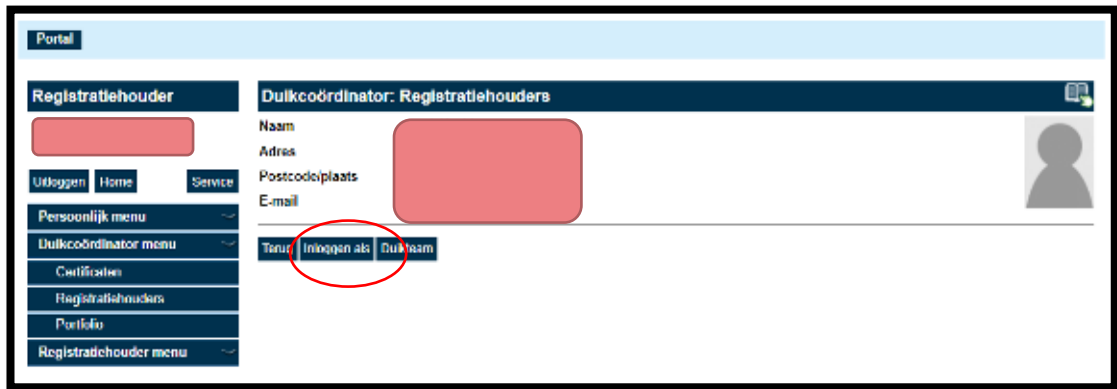 Portal
Registratiehouder
Uitloggen Home Service
Persoonlijk menu
Duikcoördinator menu
Certificaten
Registratiehouders
Portfolio
Registratiehouder menu
Duikcoördinator: Registratiehouders
Naam
Adres
Postcode/plaats
E-mail
Terug Inloggen als Duikteam